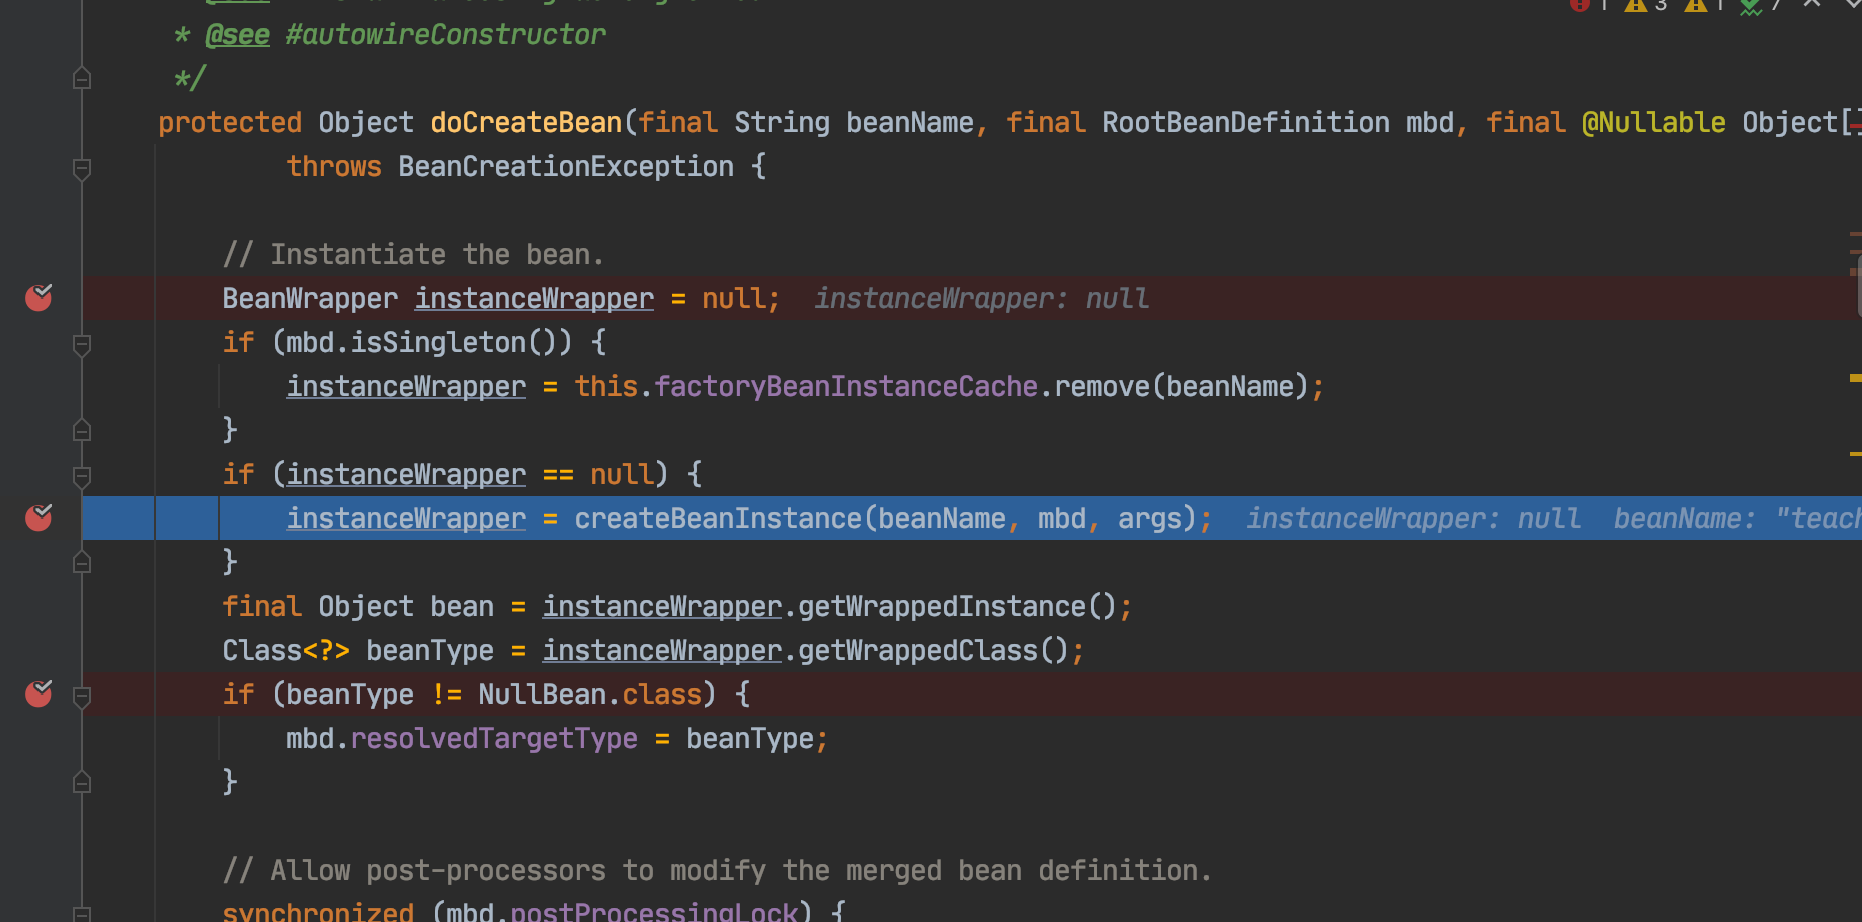 1 3 1 7
* @see #autowireConstructor
*/
protected Object doCreateBean(final String beanName, final RootBeanDefinition mbd, final @Nullable Object[
throws BeanCreationException {
// Instantiate the bean.
BeanWrapper instanceWrapper = null; instanceWrapper: null
if (mbd.isSingleton()) {
instanceWrapper = this.factoryBeanInstanceCache.remove(beanName);
}
if (instanceWrapper == null) {
instanceWrapper = createBeanInstance(beanName, mbd, args); instanceWrapper: null beanName: "teach
}
final Object bean = instanceWrapper.getWrappedInstance();
Class<?> beanType = instanceWrapper.getWrappedClass();
if (beanType != NullBean.class) {
mbd.resolvedTargetType = beanType;
}
// Allow post-processors to modify the merged bean definition.
synchronized (mbd.postProcessingLock) {